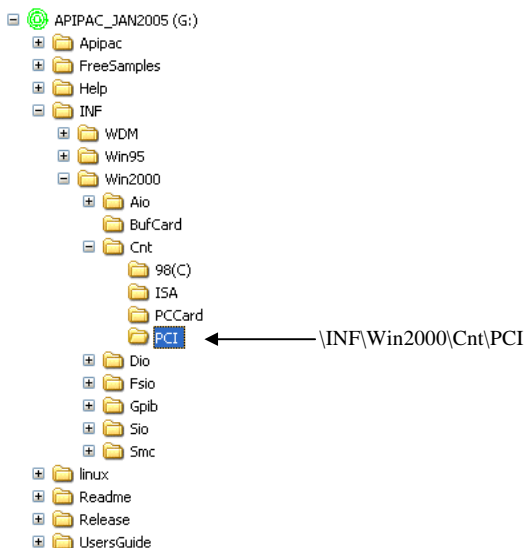 APIPAC_JAN2005 (G:)
Apipac
FreeSamples
Help
INF
WDM
Win95
Win2000
Aio
BufCard
Cnt
98(C)
ISA
PCCard
PCI
\INF\Win2000\Cnt\PCI
Dio
Fsio
Gpib
Sio
Smc
linux
Readme
Release
UsersGuide